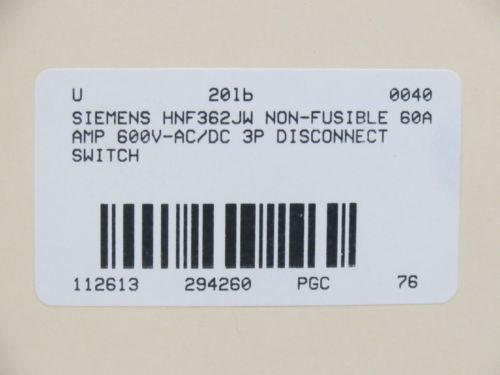 U 201b 0040
SIEMENS HNF362JW NON-FUSIBLE 60A
AMP 600V-AC/DC 3P DISCONNECT
SWITCH
112613 294260 PGC 76